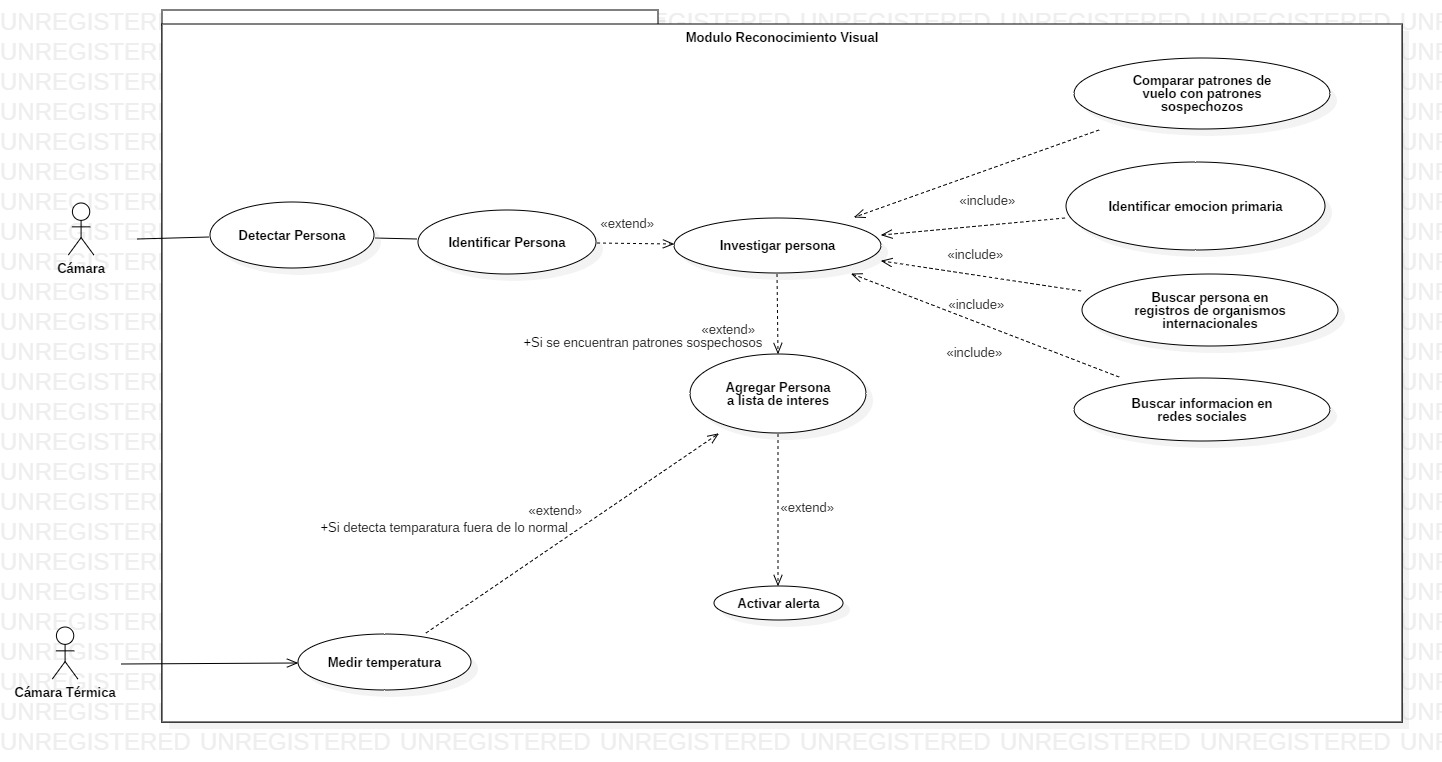 Modulo Reconocimiento Visual
Comparar patrones de
vuelo con patrones
sospechozos
«include»
Identificar emocion primaria
Cámara
Detectar Persona
Identificar Persona
«extend»
Investigar persona
«include»
Buscar persona en
registros de organismos
internacionales
«include»
«extend»
+Si se encuentran patrones sospechosos
«include»
Agregar Persona
a lista de interes
Buscar informacion en
redes sociales
«extend»
+Si detecta temparatura fuera de lo normal
«extend»
Activar alerta
Cámara Térmica
Medir temperatura
UNREGISTERED UNREGISTERED UNREGISTERED UNREGISTERED UNREGISTERED UNREGISTERED UNREGISTERED